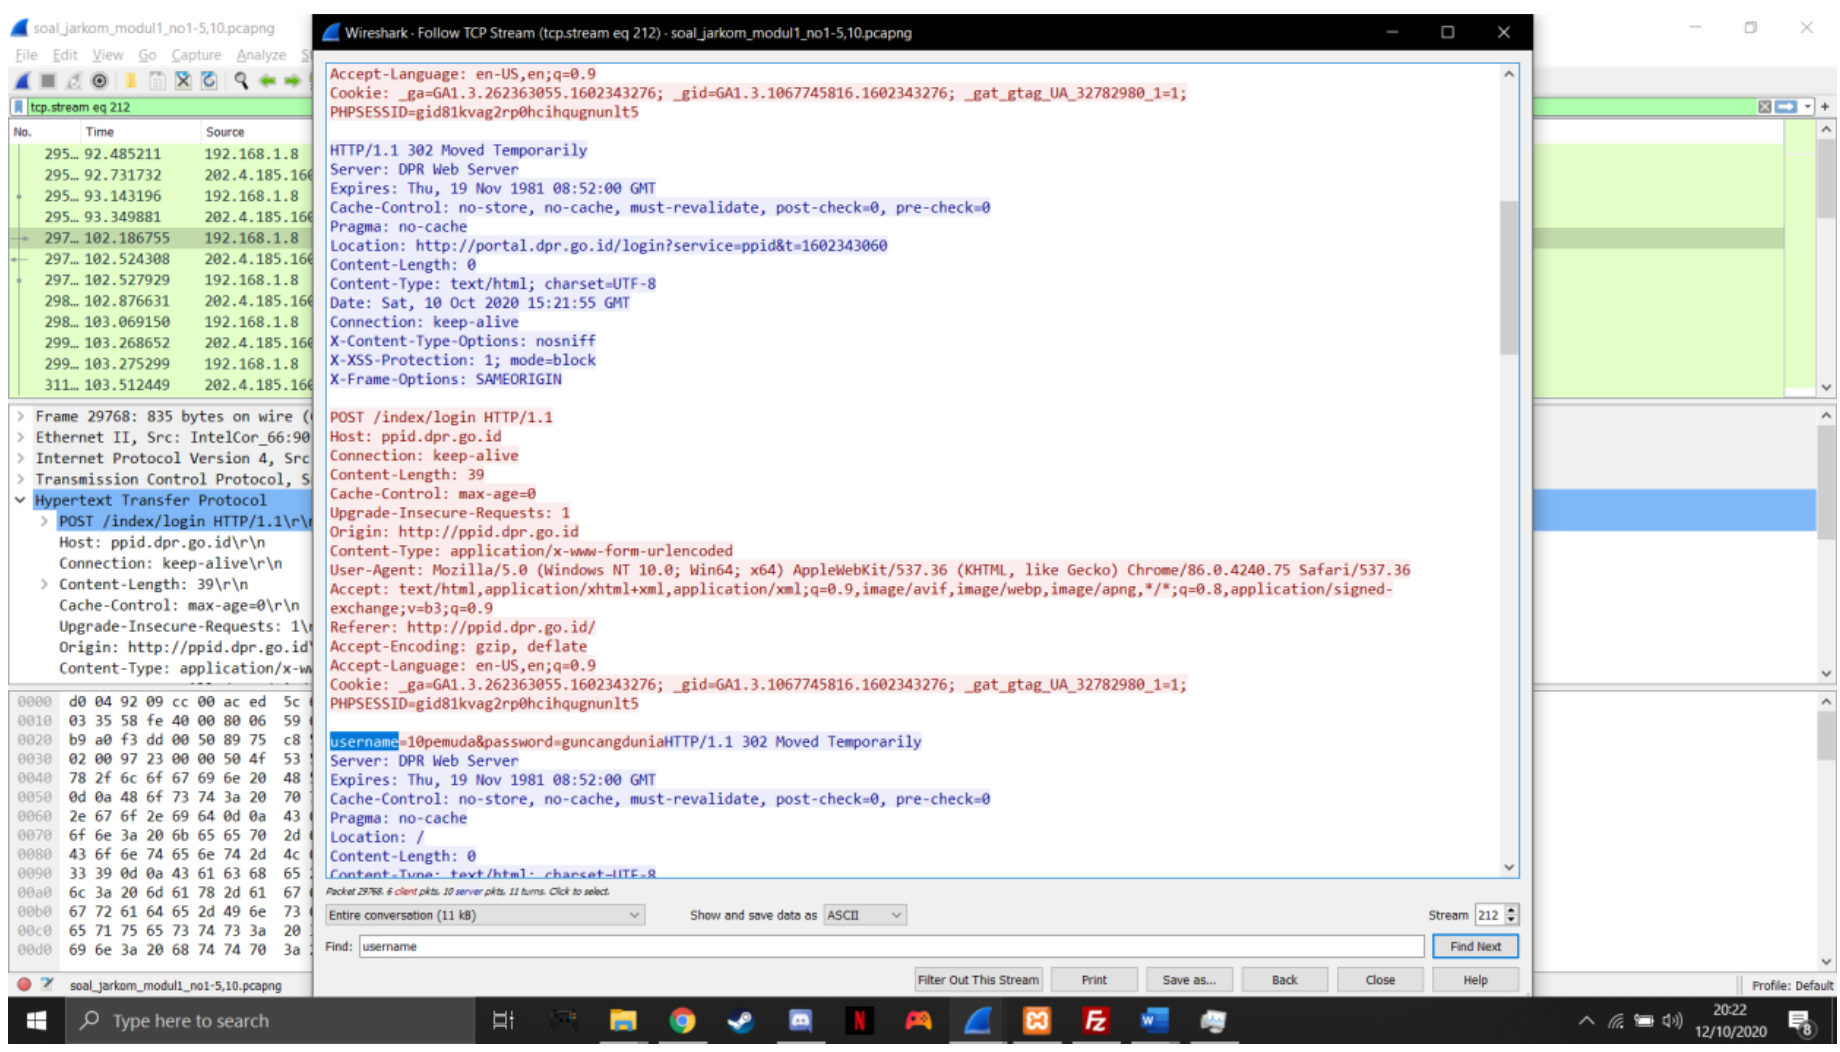 soal_jarkom_modul1_no1-5,10.pcapng
File Edit View Go Capture Analyze
tcp.stream eq 212
No. Time Source
295… 92.485211 192.168.1.8
295… 92.731732 202.4.185.160
295… 93.143196 192.168.1.8
295… 93.349881 202.4.185.160
297… 102.186755 192.168.1.8
297… 102.524308 202.4.185.160
297… 102.527929 192.168.1.8
298… 102.876631 202.4.185.160
298… 103.069150 192.168.1.8
299… 103.268652 202.4.185.160
299… 103.275299 192.168.1.8
311… 103.512449 202.4.185.160
Frame 29768: 835 bytes on wire (
Ethernet II, Src: IntelCor_66:90
Internet Protocol Version 4, Src
Transmission Control Protocol, S
Hypertext Transfer Protocol
POST /index/login HTTP/1.1\r\
Host: ppid.dpr.go.id\r\n
Connection: keep-alive\r\n
Content-Length: 39\r\n
Cache-Control: max-age=0\r\n
Upgrade-Insecure-Requests: 1\
Origin: http://ppid.dpr.go.id\
Content-Type: application/x-w
0000 d0 04 92 09 cc 00 ac ed 5c
0010 03 35 58 fe 40 00 80 06 59
0020 b9 a0 f3 dd 00 50 89 75 c8
0030 02 00 97 23 00 00 50 4f 53
0040 78 2f 6c 6f 67 69 6e 20 48
0050 0d 0a 48 6f 73 74 3a 20 70
0060 2e 67 6f 2e 69 64 0d 0a 43
0070 6f 6e 3a 20 6b 65 65 70 2d
0080 43 6f 6e 74 65 6e 74 2d 4c
0090 33 39 0d 0a 43 61 63 68 65
00a0 6c 3a 20 6d 61 78 2d 61 67
00b0 67 72 61 64 65 2d 49 6e 73
00c0 65 71 75 65 73 74 73 3a 20
00d0 69 6e 3a 20 68 74 74 70 3a
soal_jarkom_modul1_no1-5,10.pcapng
Wireshark · Follow TCP Stream (tcp.stream eq 212) · soal_jarkom_modul1_no1-5,10.pcapng
Accept-Language: en-US,en;q=0.9
Cookie: _ga=GA1.3.262363055.1602343276; _gid=GA1.3.1067745816.1602343276; _gat_gtag_UA_32782980_1=1;
PHPSESSID=gid81kvag2rp0hcihqugnunlt5
HTTP/1.1 302 Moved Temporarily
Server: DPR Web Server
Expires: Thu, 19 Nov 1981 08:52:00 GMT
Cache-Control: no-store, no-cache, must-revalidate, post-check=0, pre-check=0
Pragma: no-cache
Location: http://portal.dpr.go.id/login?service=ppid&t=1602343060
Content-Length: 0
Content-Type: text/html; charset=UTF-8
Date: Sat, 10 Oct 2020 15:21:55 GMT
Connection: keep-alive
X-Content-Type-Options: nosniff
X-XSS-Protection: 1; mode=block
X-Frame-Options: SAMEORIGIN
POST /index/login HTTP/1.1
Host: ppid.dpr.go.id
Connection: keep-alive
Content-Length: 39
Cache-Control: max-age=0
Upgrade-Insecure-Requests: 1
Origin: http://ppid.dpr.go.id
Content-Type: application/x-www-form-urlencoded
User-Agent: Mozilla/5.0 (Windows NT 10.0; Win64; x64) AppleWebKit/537.36 (KHTML, like Gecko) Chrome/86.0.4240.75 Safari/537.36
Accept: text/html,application/xhtml+xml,application/xml;q=0.9,image/avif,image/webp,image/apng,*/*;q=0.8,application/signed-
exchange;v=b3;q=0.9
Referer: http://ppid.dpr.go.id/
Accept-Encoding: gzip, deflate
Accept-Language: en-US,en;q=0.9
Cookie: _ga=GA1.3.262363055.1602343276; _gid=GA1.3.1067745816.1602343276; _gat_gtag_UA_32782980_1=1;
PHPSESSID=gid81kvag2rp0hcihqugnunlt5
username=10pemuda&password=guncangduniaHTTP/1.1 302 Moved Temporarily
Server: DPR Web Server
Expires: Thu, 19 Nov 1981 08:52:00 GMT
Cache-Control: no-store, no-cache, must-revalidate, post-check=0, pre-check=0
Pragma: no-cache
Location: /
Content-Length: 0
Content-Type: text/html; charset=UTF-8
Packet 29768. 6 client pkts, 10 server pkts, 11 turns. Click to select.
Entire conversation (11 kB) Show and save data as ASCII Stream 212
Find: username Find Next
Filter Out This Stream Print Save as... Back Close Help
Profile: Default
Type here to search
20:22
12/10/2020
8